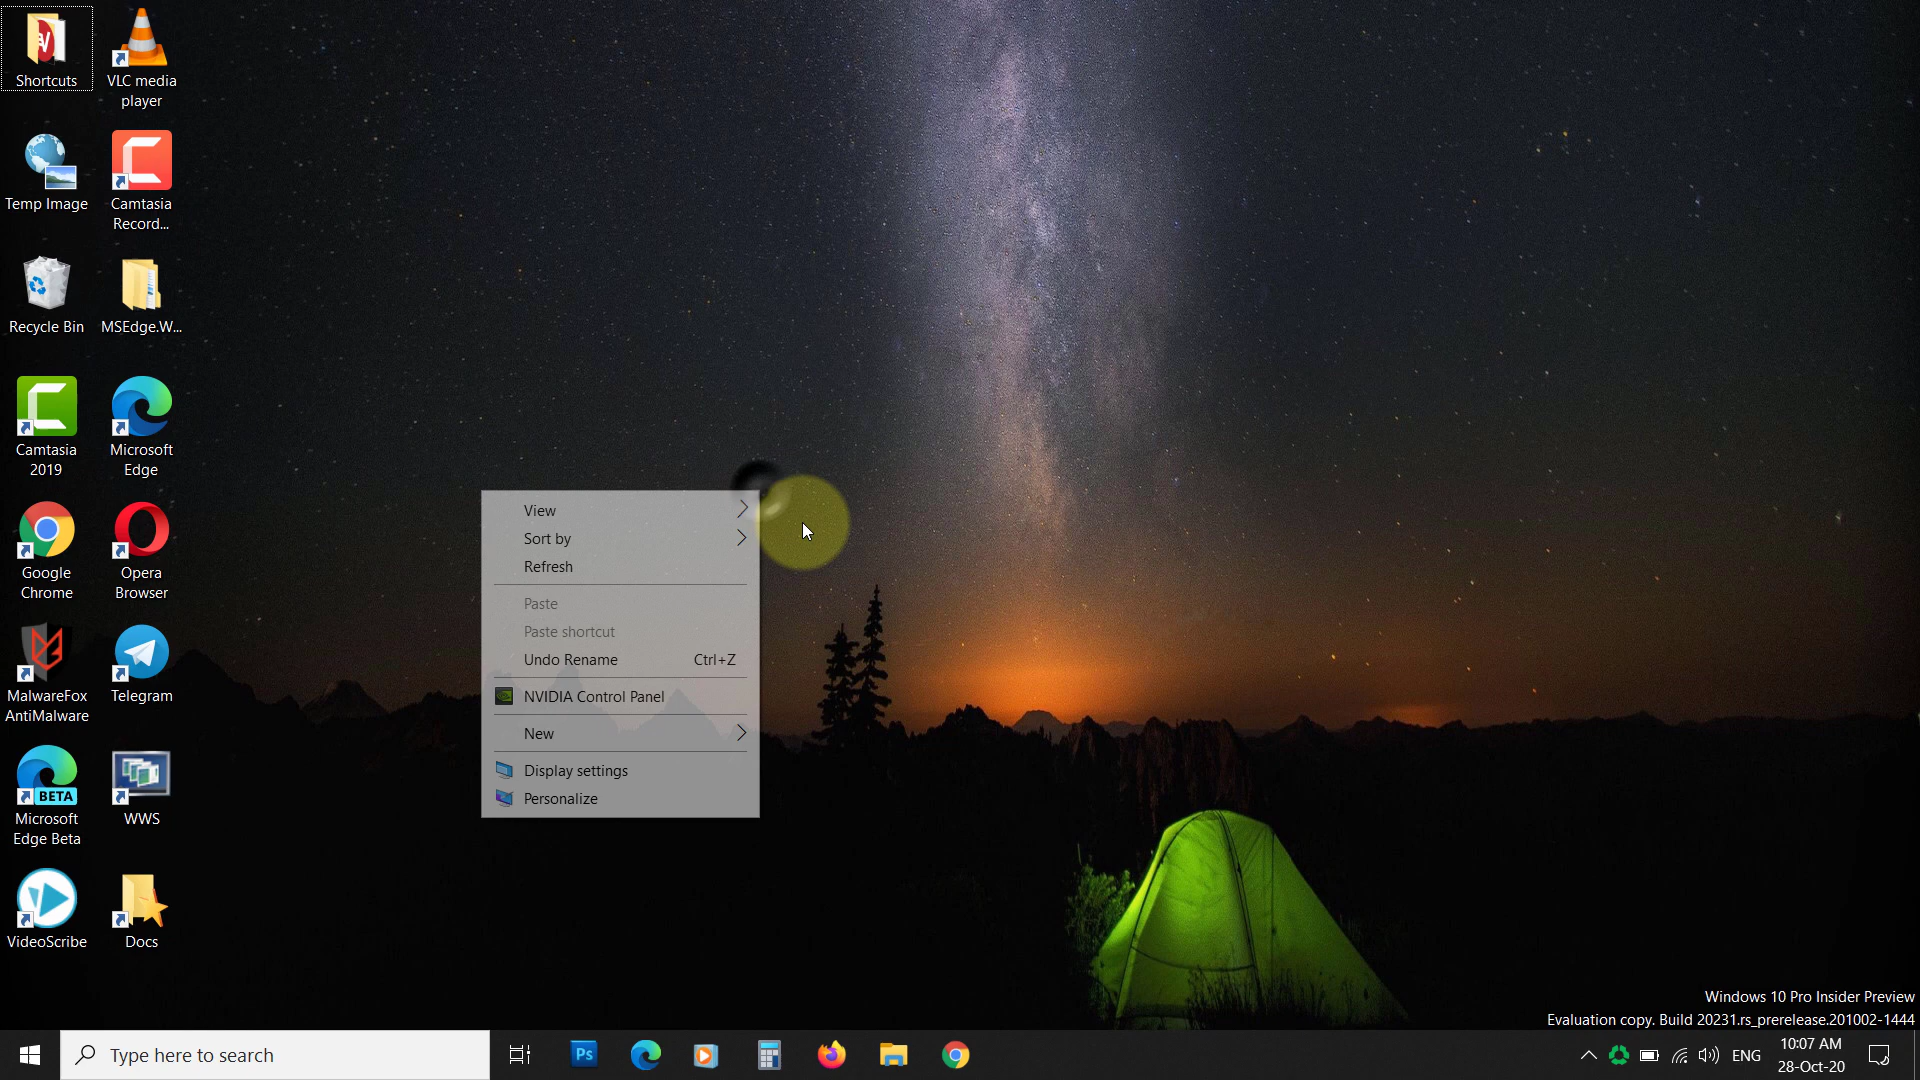 Shortcuts
VLC media
player
Temp Image
Camtasia
Record...
Recycle Bin
MSEdge.W...
Camtasia
2019
Microsoft
Edge
Google
Chrome
Opera
Browser
MalwareFox
AntiMalware
Telegram
BETA
Microsoft
Edge Beta
WWS
VideoScribe
Docs
View
Sort by
Refresh
Paste
Paste shortcut
Undo Rename Ctrl+Z
NVIDIA Control Panel
New
Display settings
Personalize
Windows 10 Pro Insider Preview
Evaluation copy. Build 20231.rs_prerelease.201002-1444
Type here to search
Ps
ENG
10:07 AM
28-Oct-20